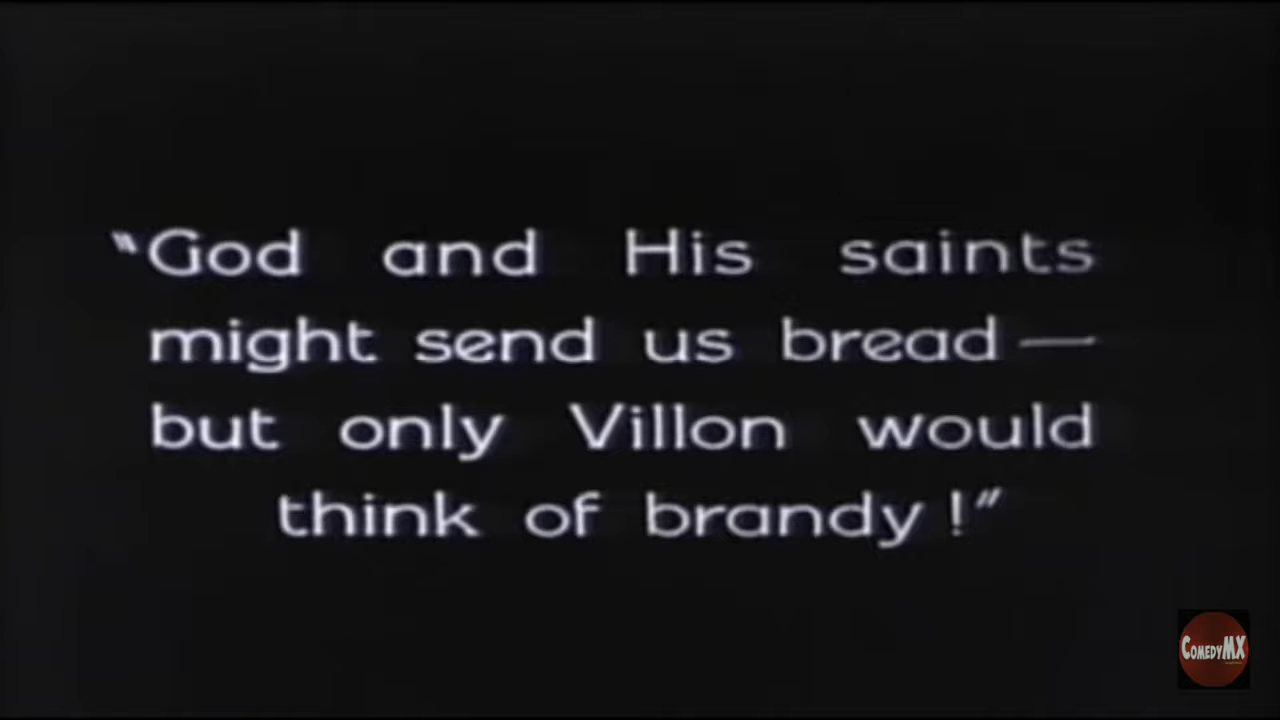 "God and His saints
might send us bread —
but only Villon would
think of brandy!"
ComedyMX